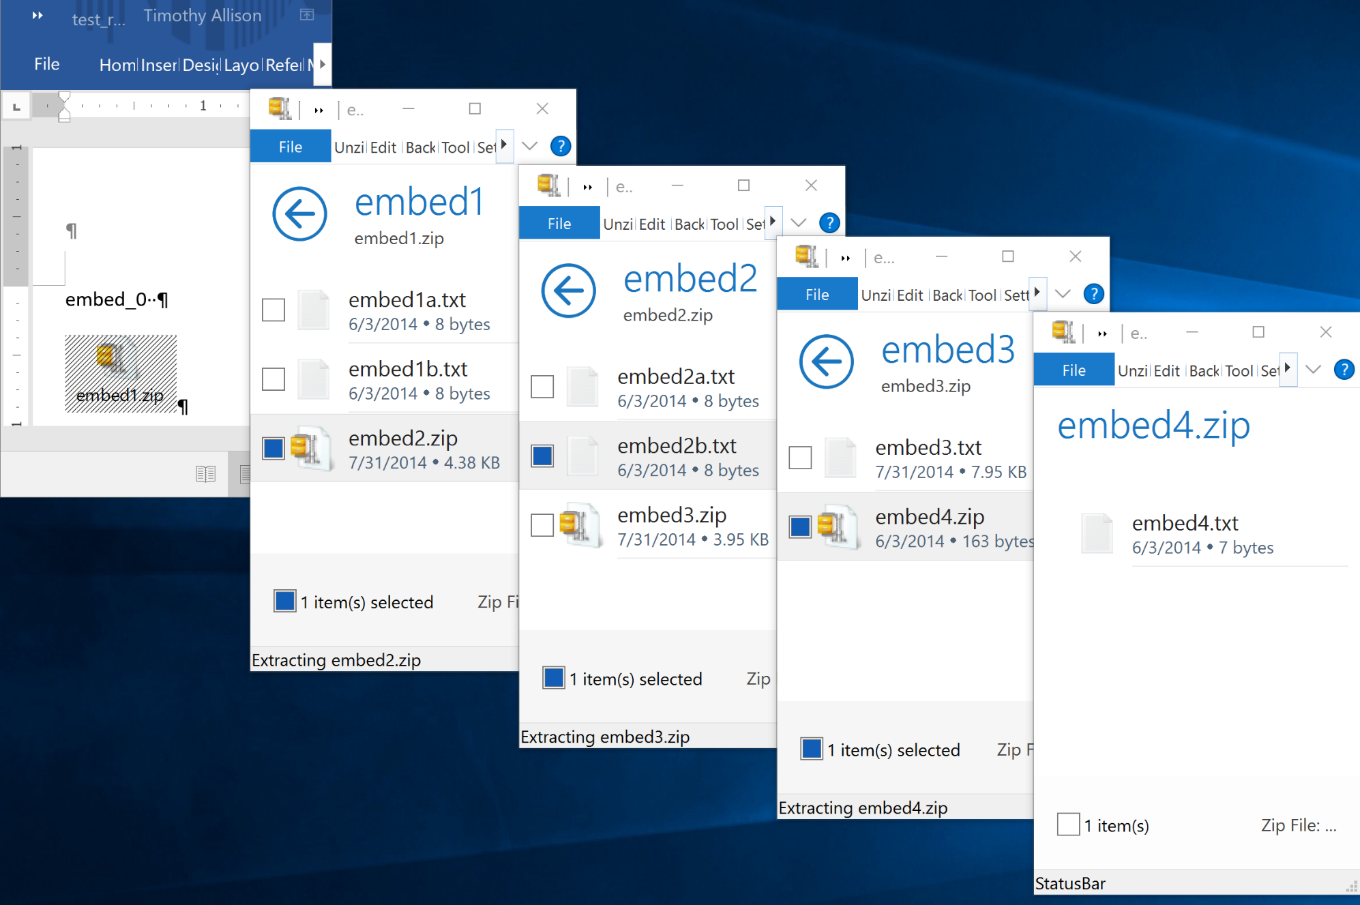 test_r...
Timothy Allison
File
Hom
Inser
Desig
Layo
Refer
1
¶
embed_0··¶
embed1.zip
¶
e..
File
Unzi
Edit
Back
Tool
Set
?
embed1
embed1.zip
embed1a.txt
6/3/2014 • 8 bytes
embed1b.txt
6/3/2014 • 8 bytes
embed2.zip
7/31/2014 • 4.38 KB
1 item(s) selected
Zip Fi
Extracting embed2.zip
e..
File
Unzi
Edit
Back
Tool
Set
?
embed2
embed2.zip
embed2a.txt
6/3/2014 • 8 bytes
embed2b.txt
6/3/2014 • 8 bytes
embed3.zip
7/31/2014 • 3.95 KB
1 item(s) selected
Zip
Extracting embed3.zip
e...
File
Unzi
Edit
Back
Tool
Sett
?
embed3
embed3.zip
embed3.txt
7/31/2014 • 7.95 KB
embed4.zip
6/3/2014 • 163 bytes
1 item(s) selected
Zip F
Extracting embed4.zip
e..
File
Unzi
Edit
Back
Tool
Set
?
embed4.zip
embed4.txt
6/3/2014 • 7 bytes
1 item(s)
Zip File: ...
StatusBar